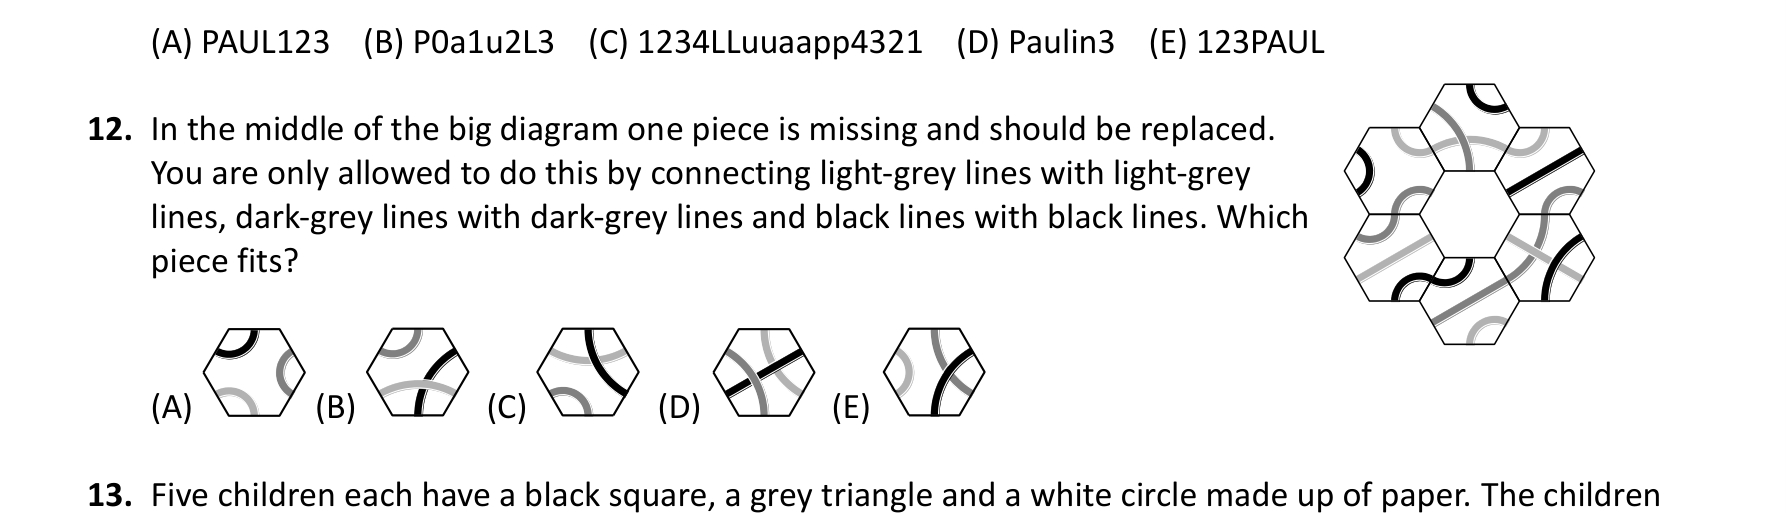 (A) PAUL123 (B) P0a1u2L3 (C) 1234LLuuaapp4321 (D) Paulin3 (E) 123PAUL
12. In the middle of the big diagram one piece is missing and should be replaced.
You are only allowed to do this by connecting light-grey lines with light-grey
lines, dark-grey lines with dark-grey lines and black lines with black lines. Which
piece fits?
(A) (B) (C) (D) (E)
13. Five children each have a black square, a grey triangle and a white circle made up of paper. The children